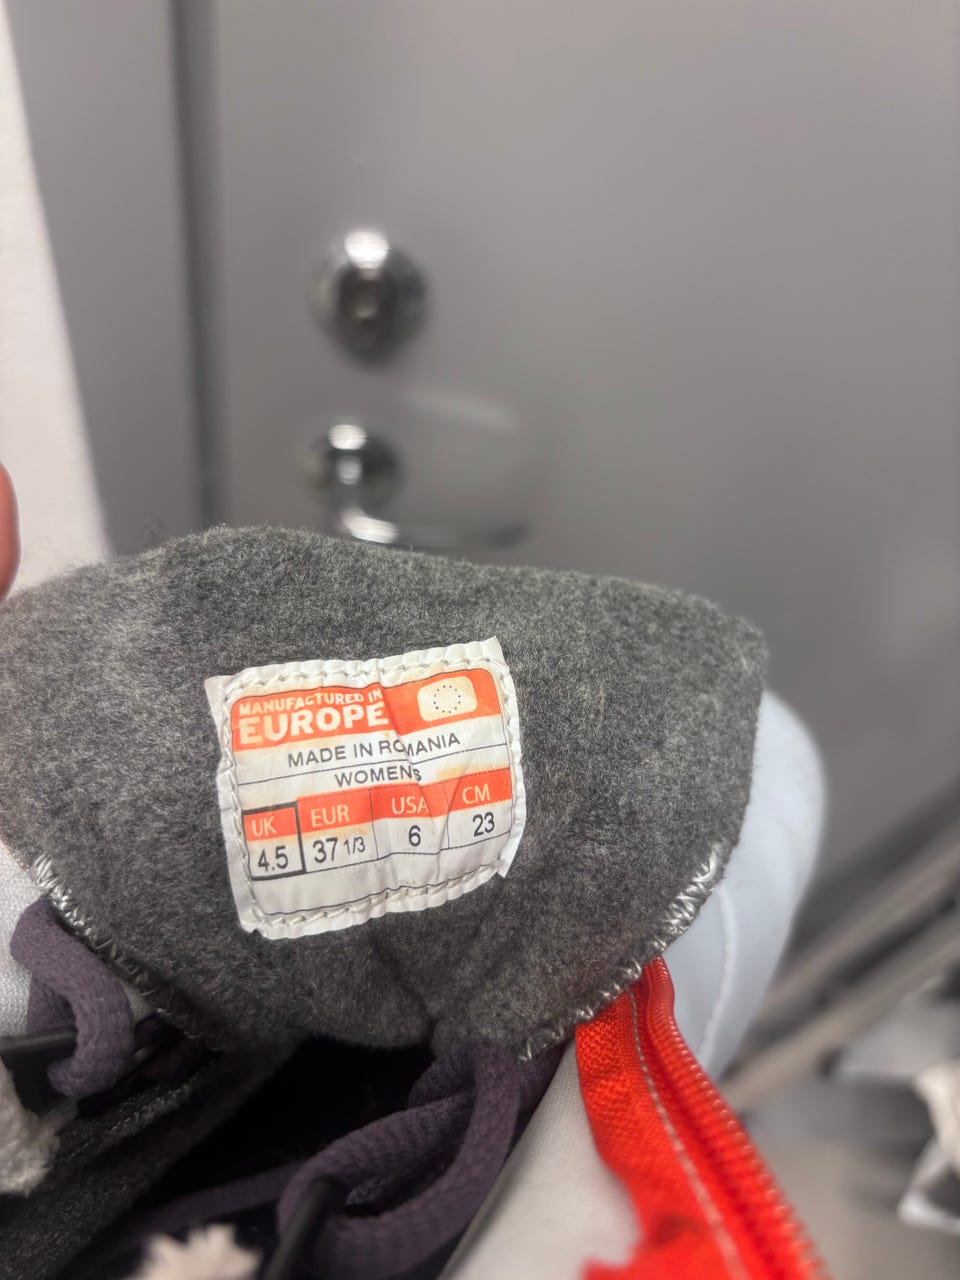 MANUFACTURED IN
EUROPE
MADE IN ROMANIA
WOMENS
UK EUR USA CM
4.5 37 1/3 6 23